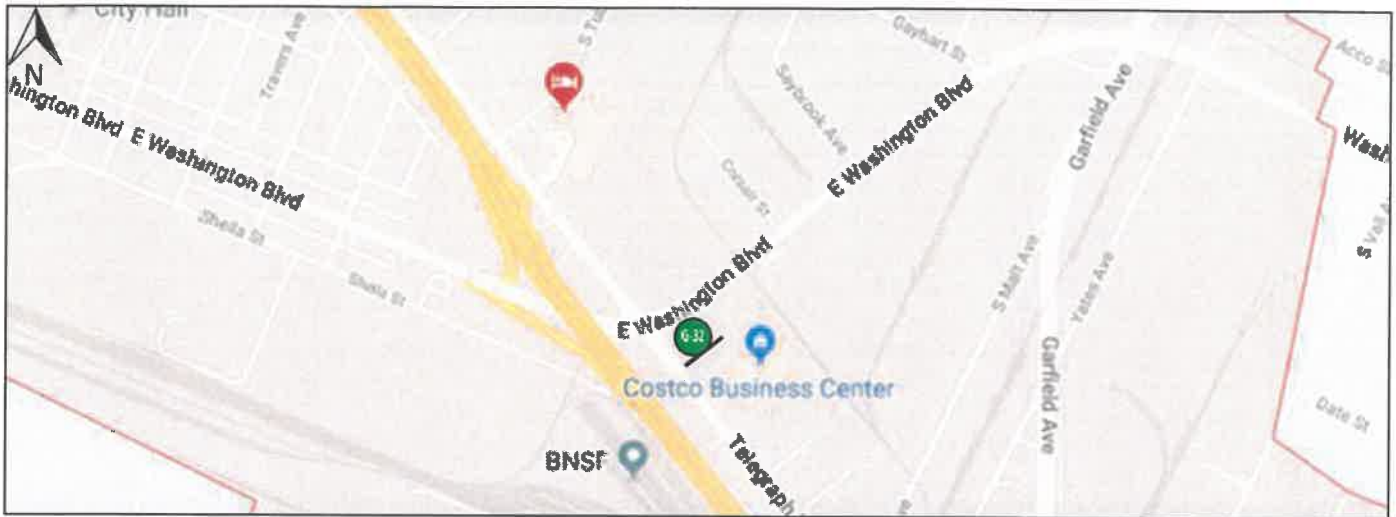 City Hall
N
Travers Ave
S Tu
Gayhart St
Acco S
hington Blvd
E Washington Blvd
Saybrook Ave
E Washington Blvd
Garfield Ave
Wash
Sheila St
Corsair St
S Vail A
Sheila St
E Washington Blvd
S Malt Ave
Yates Ave
G-32
Costco Business Center
Garfield Ave
Date St
BNSF
Telegraph
ve